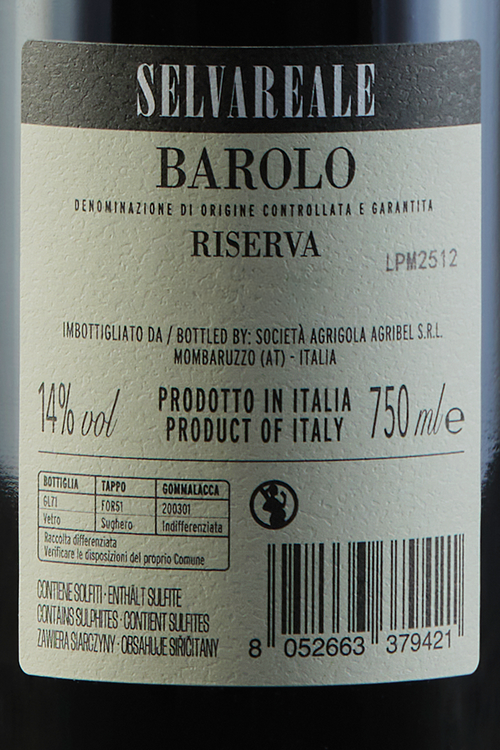 SELVAREALE
BAROLO
DENOMINAZIONE DI ORIGINE CONTROLLATA E GARANTITA
RISERVA
LPM2512
IMBOTTIGLIATO DA / BOTTLED BY: SOCIETÀ AGRIGOLA AGRIBEL S.R.L.
MOMBARUZZO (AT) - ITALIA
14% vol PRODOTTO IN ITALIA 750 ml e
PRODUCT OF ITALY
BOTTIGLIA TAPPO GOMMALACCA
GL71 FOR51 200301
Vetro Sughero Indifferenziata
Raccolta differenziata
Verificare le disposizioni del proprio Comune
CONTIENE SOLFITI · ENTHÄLT SULFITE
CONTAINS SULPHITES · CONTIENT SULFITES
ZAWIERA SIARGZYNY · OBSAHUJE SIŘIČITANY
8 052663 379421